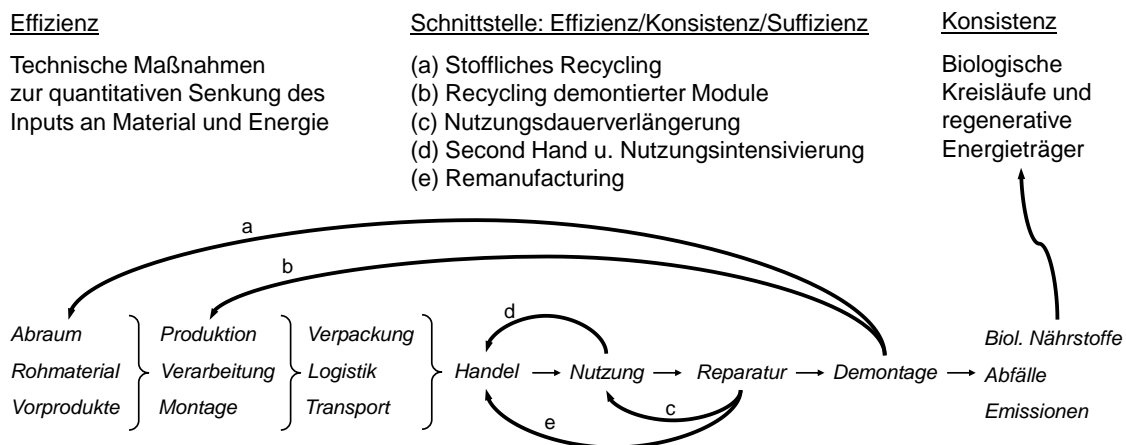 Effizienz
Technische Maßnahmen
zur quantitativen Senkung des
Inputs an Material und Energie
Schnittstelle: Effizienz/Konsistenz/Suffizienz
(a) Stoffliches Recycling
(b) Recycling demontierter Module
(c) Nutzungsdauerverlängerung
(d) Second Hand u. Nutzungsintensivierung
(e) Remanufacturing
Konsistenz
Biologische
Kreisläufe und
regenerative
Energieträger
a
b
d
Abraum
Rohmaterial
Vorprodukte
Produktion
Verarbeitung
Montage
Verpackung
Logistik
Transport
Handel
Nutzung
Reparatur
Demontage
Biol. Nährstoffe
Abfälle
Emissionen
c
e